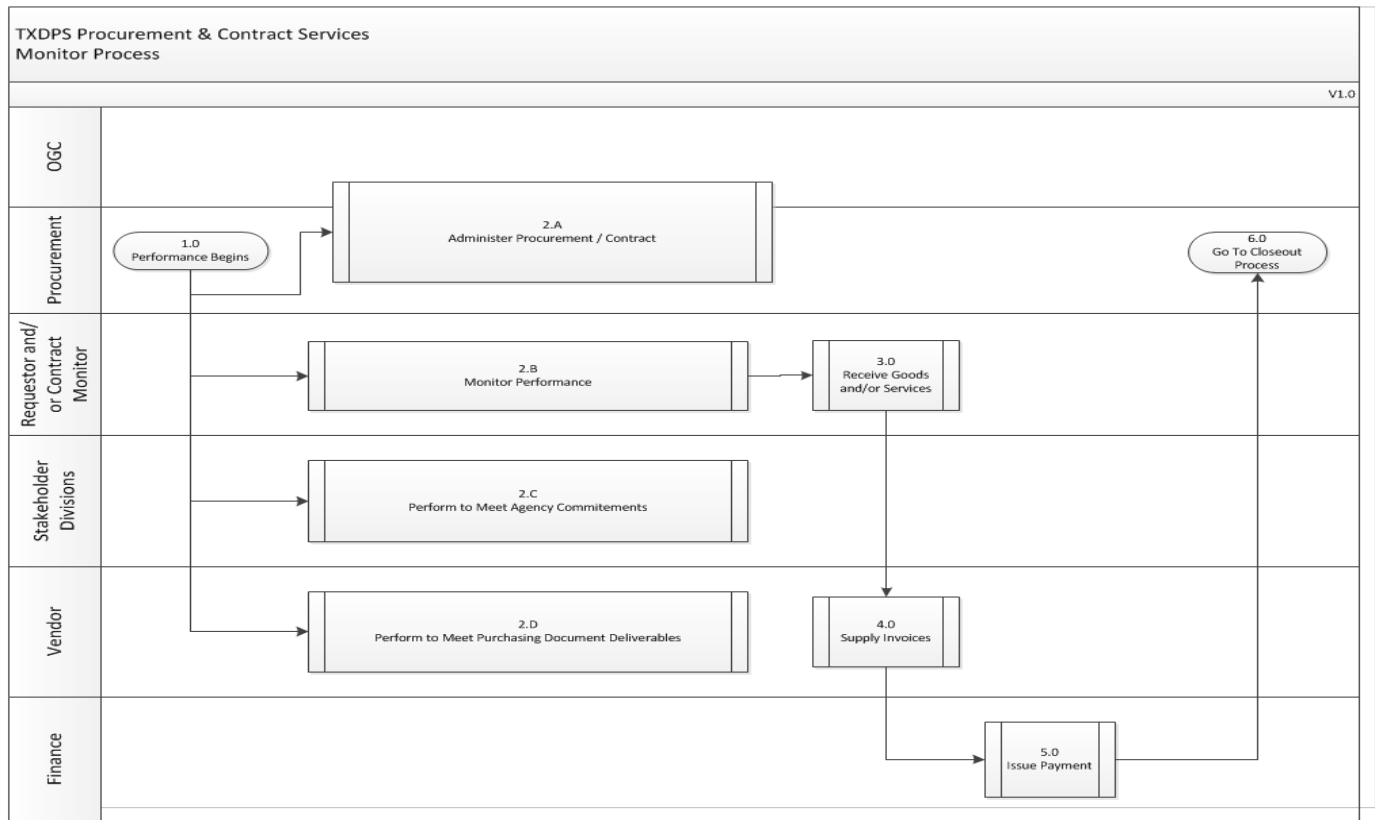 TXDPS Procurement & Contract Services
Monitor Process
V1.0
OGC
Procurement
1.0
Performance Begins
2.A
Administer Procurement / Contract
6.0
Go To Closeout
Process
Requestor and/
or Contract
Monitor
2.B
Monitor Performance
3.0
Receive Goods
and/or Services
Stakeholder
Divisions
2.C
Perform to Meet Agency Commitements
Vendor
2.D
Perform to Meet Purchasing Document Deliverables
4.0
Supply Invoices
Finance
5.0
Issue Payment